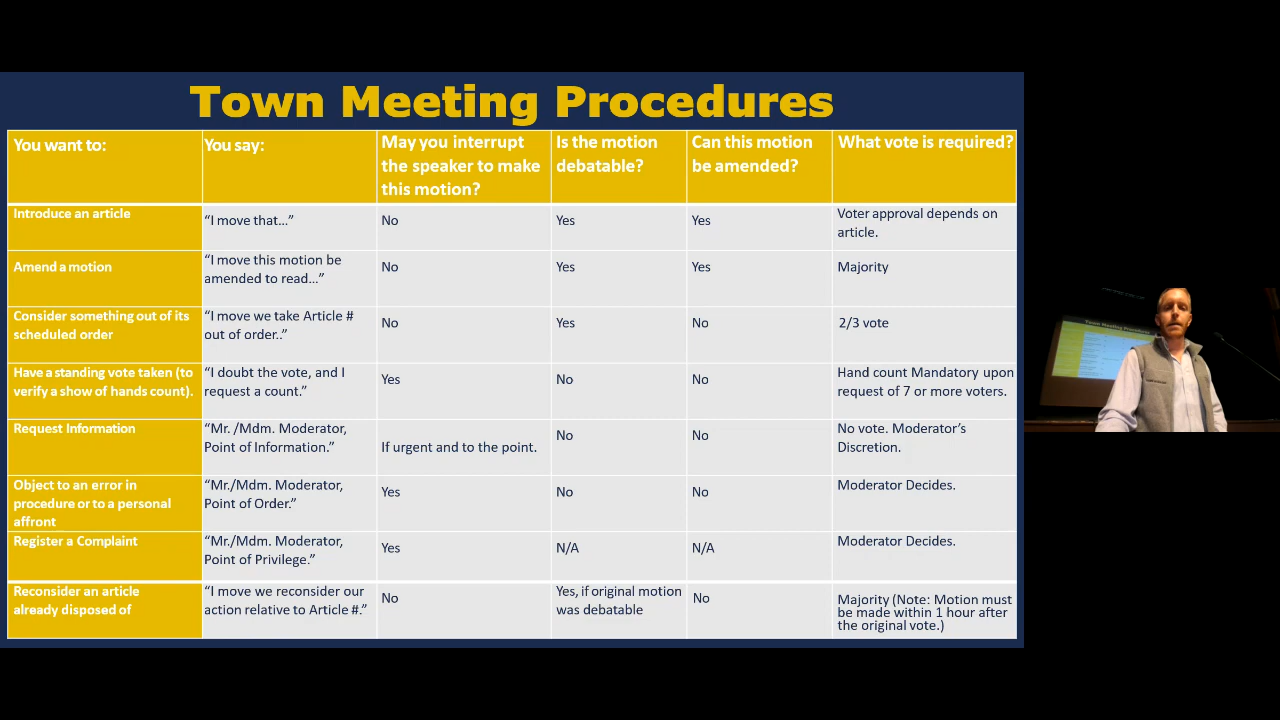 Town Meeting Procedures
You want to:
You say:
May you interrupt
the speaker to make
this motion?
Is the motion
debatable?
Can this motion
be amended?
What vote is required?
Introduce an article
“I move that…”
No
Yes
Yes
Voter approval depends on
article.
Amend a motion
“I move this motion be
amended to read…”
No
Yes
Yes
Majority
Consider something out of its
scheduled order
“I move we take Article #
out of order..”
No
Yes
No
2/3 vote
Have a standing vote taken (to
verify a show of hands count).
“I doubt the vote, and I
request a count.”
Yes
No
No
Hand count Mandatory upon
request of 7 or more voters.
Request Information
“Mr. /Mdm. Moderator,
Point of Information.”
If urgent and to the point.
No
No
No vote. Moderator’s
Discretion.
Object to an error in
procedure or to a personal
affront
“Mr./Mdm. Moderator,
Point of Order.”
Yes
No
No
Moderator Decides.
Register a Complaint
“Mr./Mdm. Moderator,
Point of Privilege.”
Yes
N/A
N/A
Moderator Decides.
Reconsider an article
already disposed of
“I move we reconsider our
action relative to Article #.”
No
Yes, if original motion
was debatable
No
Majority (Note: Motion must
be made within 1 hour after
the original vote.)
Town Meeting Procedures